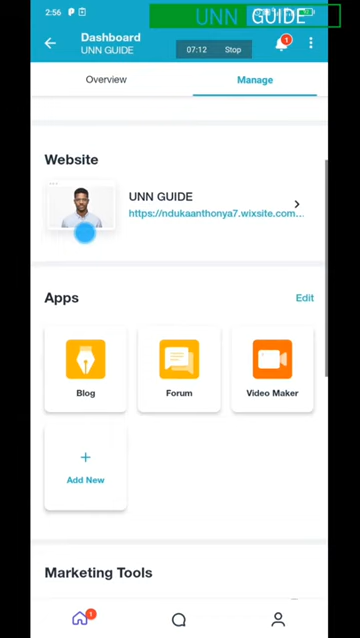 2:56
UNN GUIDE
Dashboard
UNN GUIDE
07:12 Stop
1
Overview Manage
Website
UNN GUIDE
https://ndukaanthonya7.wixsite.com...
Apps Edit
Blog Forum Video Maker
+
Add New
Marketing Tools
1